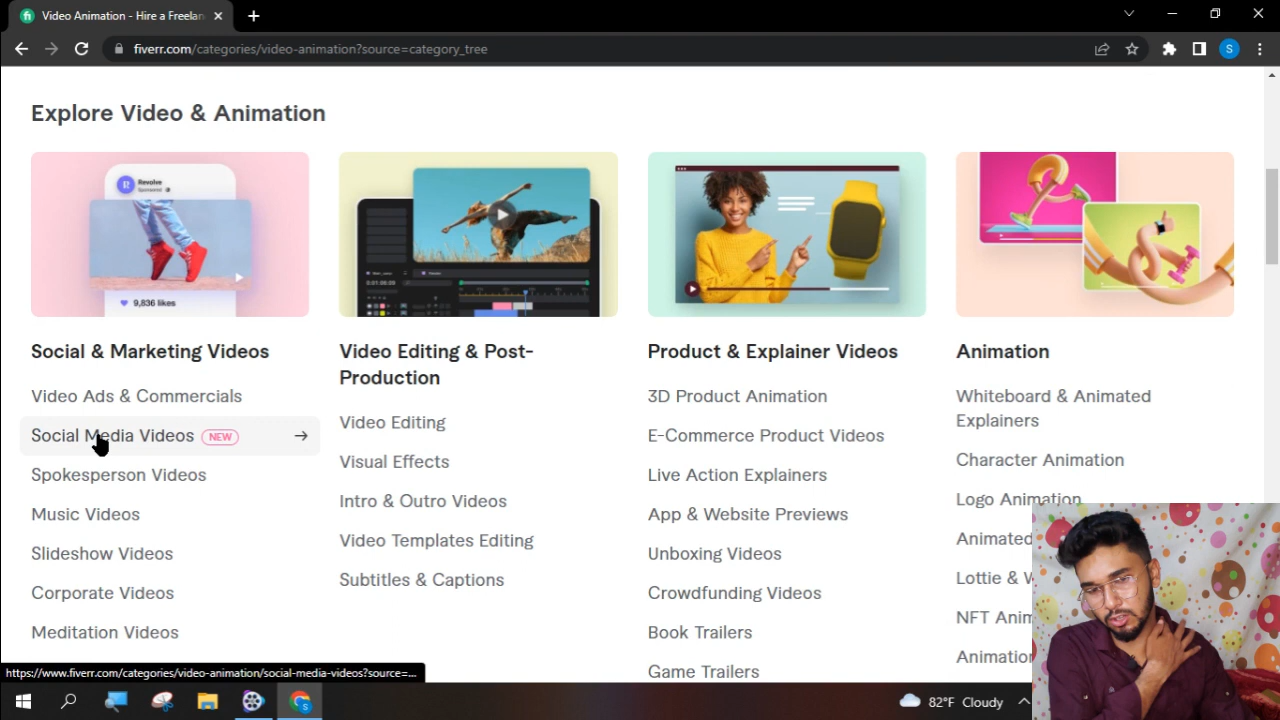 Video Animation - Hire a Freelan
fiverr.com/categories/video-animation?source=category_tree
S
Explore Video & Animation
R Revolve
Sponsored
9,836 likes
Social & Marketing Videos
Video Ads & Commercials
Social Media Videos NEW
Spokesperson Videos
Music Videos
Slideshow Videos
Corporate Videos
Meditation Videos
Video Editing & Post-
Production
Video Editing
Visual Effects
Intro & Outro Videos
Video Templates Editing
Subtitles & Captions
Product & Explainer Videos
3D Product Animation
E-Commerce Product Videos
Live Action Explainers
App & Website Previews
Unboxing Videos
Crowdfunding Videos
Book Trailers
Game Trailers
Animation
Whiteboard & Animated
Explainers
Character Animation
Logo Animation
Animated
Lottie & W
NFT Anim
Animation
https://www.fiverr.com/categories/video-animation/social-media-videos?source=...
82°F Cloudy